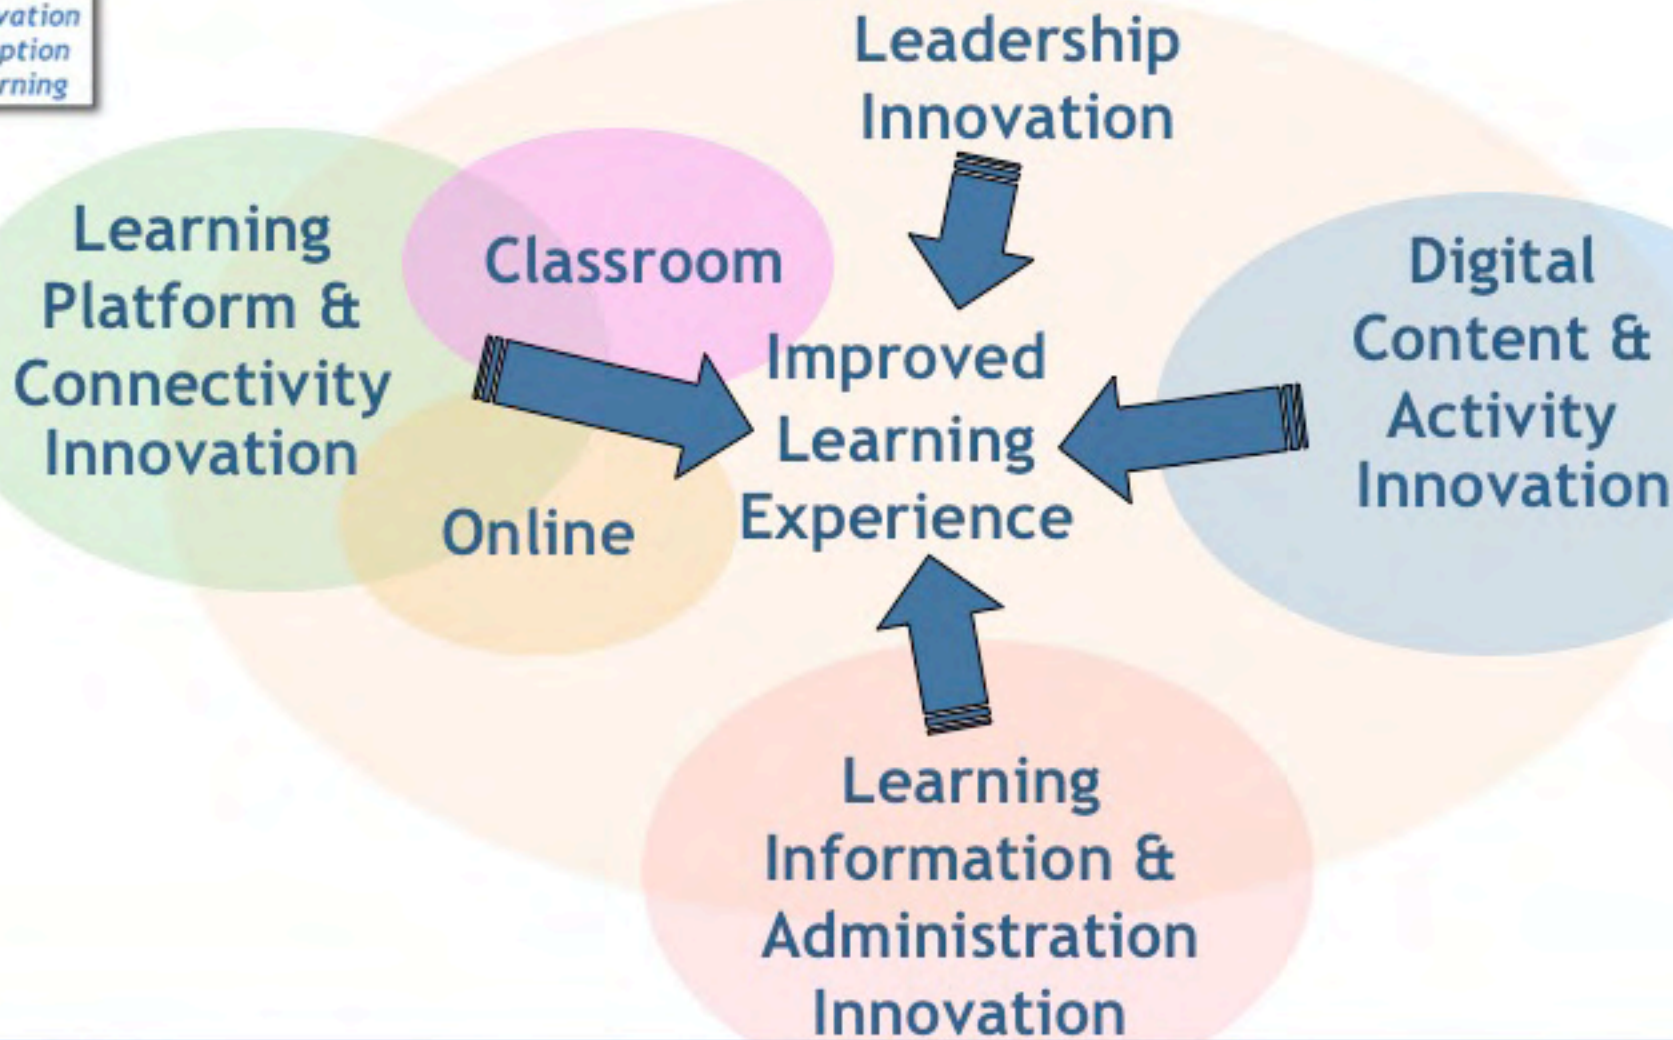 Leadership
Innovation
Learning
Platform &
Connectivity
Innovation
Classroom
Online
Improved
Learning
Experience
Digital
Content &
Activity
Innovation
Learning
Information &
Administration
Innovation